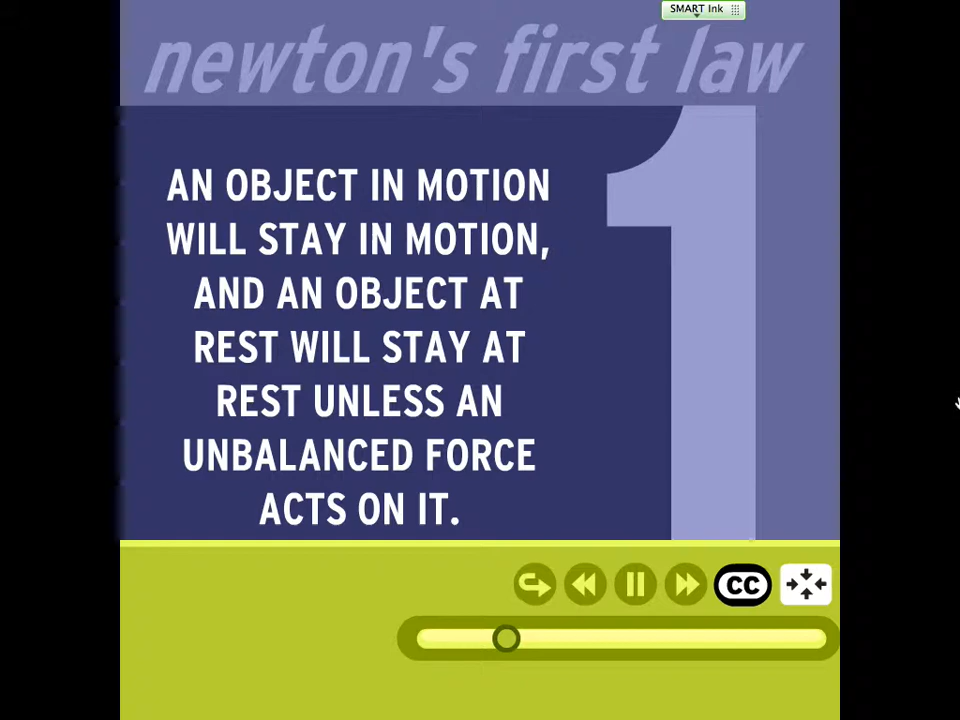 SMART Ink
newton's first law
1
AN OBJECT IN MOTION
WILL STAY IN MOTION,
AND AN OBJECT AT
REST WILL STAY AT
REST UNLESS AN
UNBALANCED FORCE
ACTS ON IT.
CC